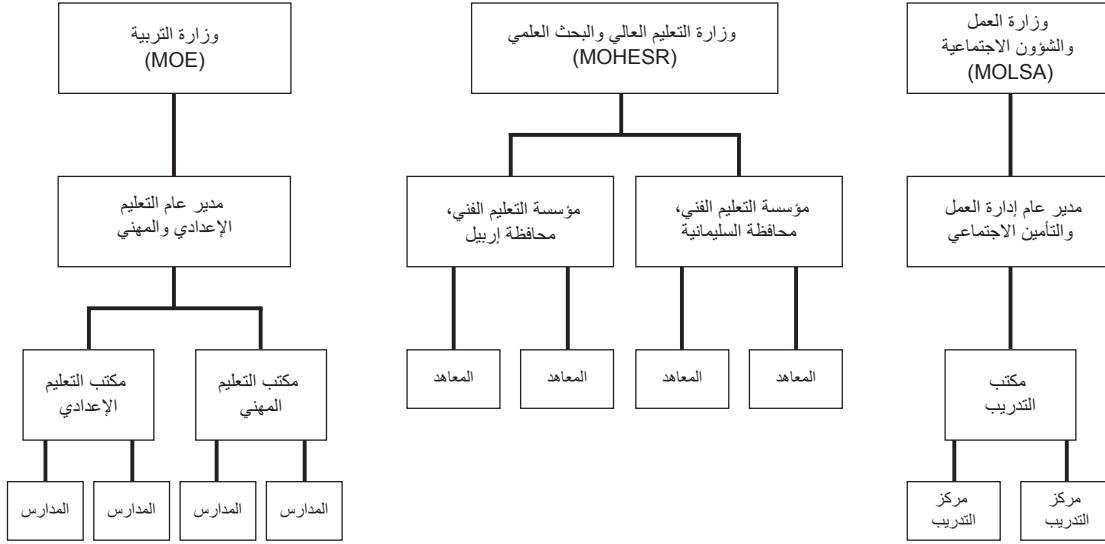 وزارة العمل
والشؤون الاجتماعية
(MOLSA)
وزارة التعليم العالي والبحث العلمي
(MOHESR)
وزارة التربية
(MOE)
مدير عام إدارة العمل
والتأمين الاجتماعي
مؤسسة التعليم الفني،
محافظة السليمانية
مؤسسة التعليم الفني،
محافظة إربيل
مدير عام التعليم
الإعدادي والمهني
مكتب
التدريب
المعاهد
المعاهد
المعاهد
المعاهد
مكتب التعليم
المهني
مكتب التعليم
الإعدادي
مركز
التدريب
مركز
التدريب
المدارس
المدارس
المدارس
المدارس